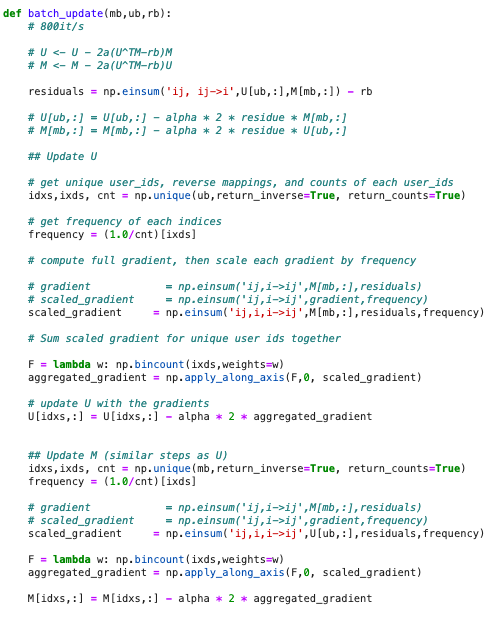 def batch_update(mb,ub,rb):
    # 800it/s
    # U <- U - 2a(U^TM-rb)M
    # M <- M - 2a(U^TM-rb)U
    residuals = np.einsum('ij, ij->i',U[ub,:],M[mb,:]) - rb
    # U[ub,:] = U[ub,:] - alpha * 2 * residue * M[mb,:]
    # M[mb,:] = M[mb,:] - alpha * 2 * residue * U[ub,:]
    ## Update U
    # get unique user_ids, reverse mappings, and counts of each user_ids
    idxs,ixds, cnt = np.unique(ub,return_inverse=True, return_counts=True)
    # get frequency of each indices
    frequency = (1.0/cnt)[ixds]
    # compute full gradient, then scale each gradient by frequency
    # gradient            = np.einsum('ij,i->ij',M[mb,:],residuals)
    # scaled_gradient     = np.einsum('ij,i->ij',gradient,frequency)
    scaled_gradient     = np.einsum('ij,i,i->ij',M[mb,:],residuals,frequency)
    # Sum scaled gradient for unique user ids together
    F = lambda w: np.bincount(ixds,weights=w)
    aggregated_gradient = np.apply_along_axis(F,0, scaled_gradient)
    # update U with the gradients
    U[idxs,:] = U[idxs,:] - alpha * 2 * aggregated_gradient
    ## Update M (similar steps as U)
    idxs,ixds, cnt = np.unique(mb,return_inverse=True, return_counts=True)
    frequency = (1.0/cnt)[ixds]
    # gradient            = np.einsum('ij,i->ij',M[mb,:],residuals)
    # scaled_gradient     = np.einsum('ij,i->ij',gradient,frequency)
    scaled_gradient     = np.einsum('ij,i,i->ij',U[ub,:],residuals,frequency)
    F = lambda w: np.bincount(ixds,weights=w)
    aggregated_gradient = np.apply_along_axis(F,0, scaled_gradient)
    M[idxs,:] = M[idxs,:] - alpha * 2 * aggregated_gradient